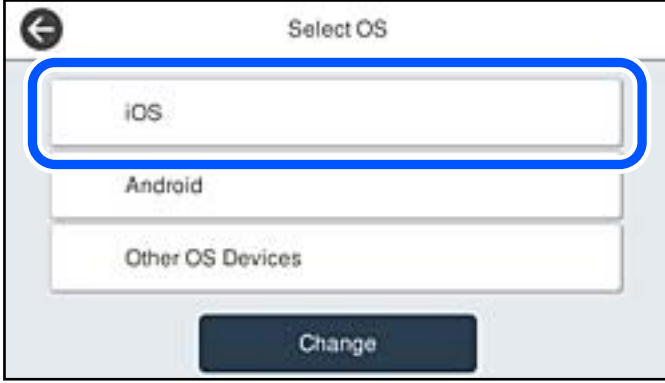 Select OS
iOS
Android
Other OS Devices
Change